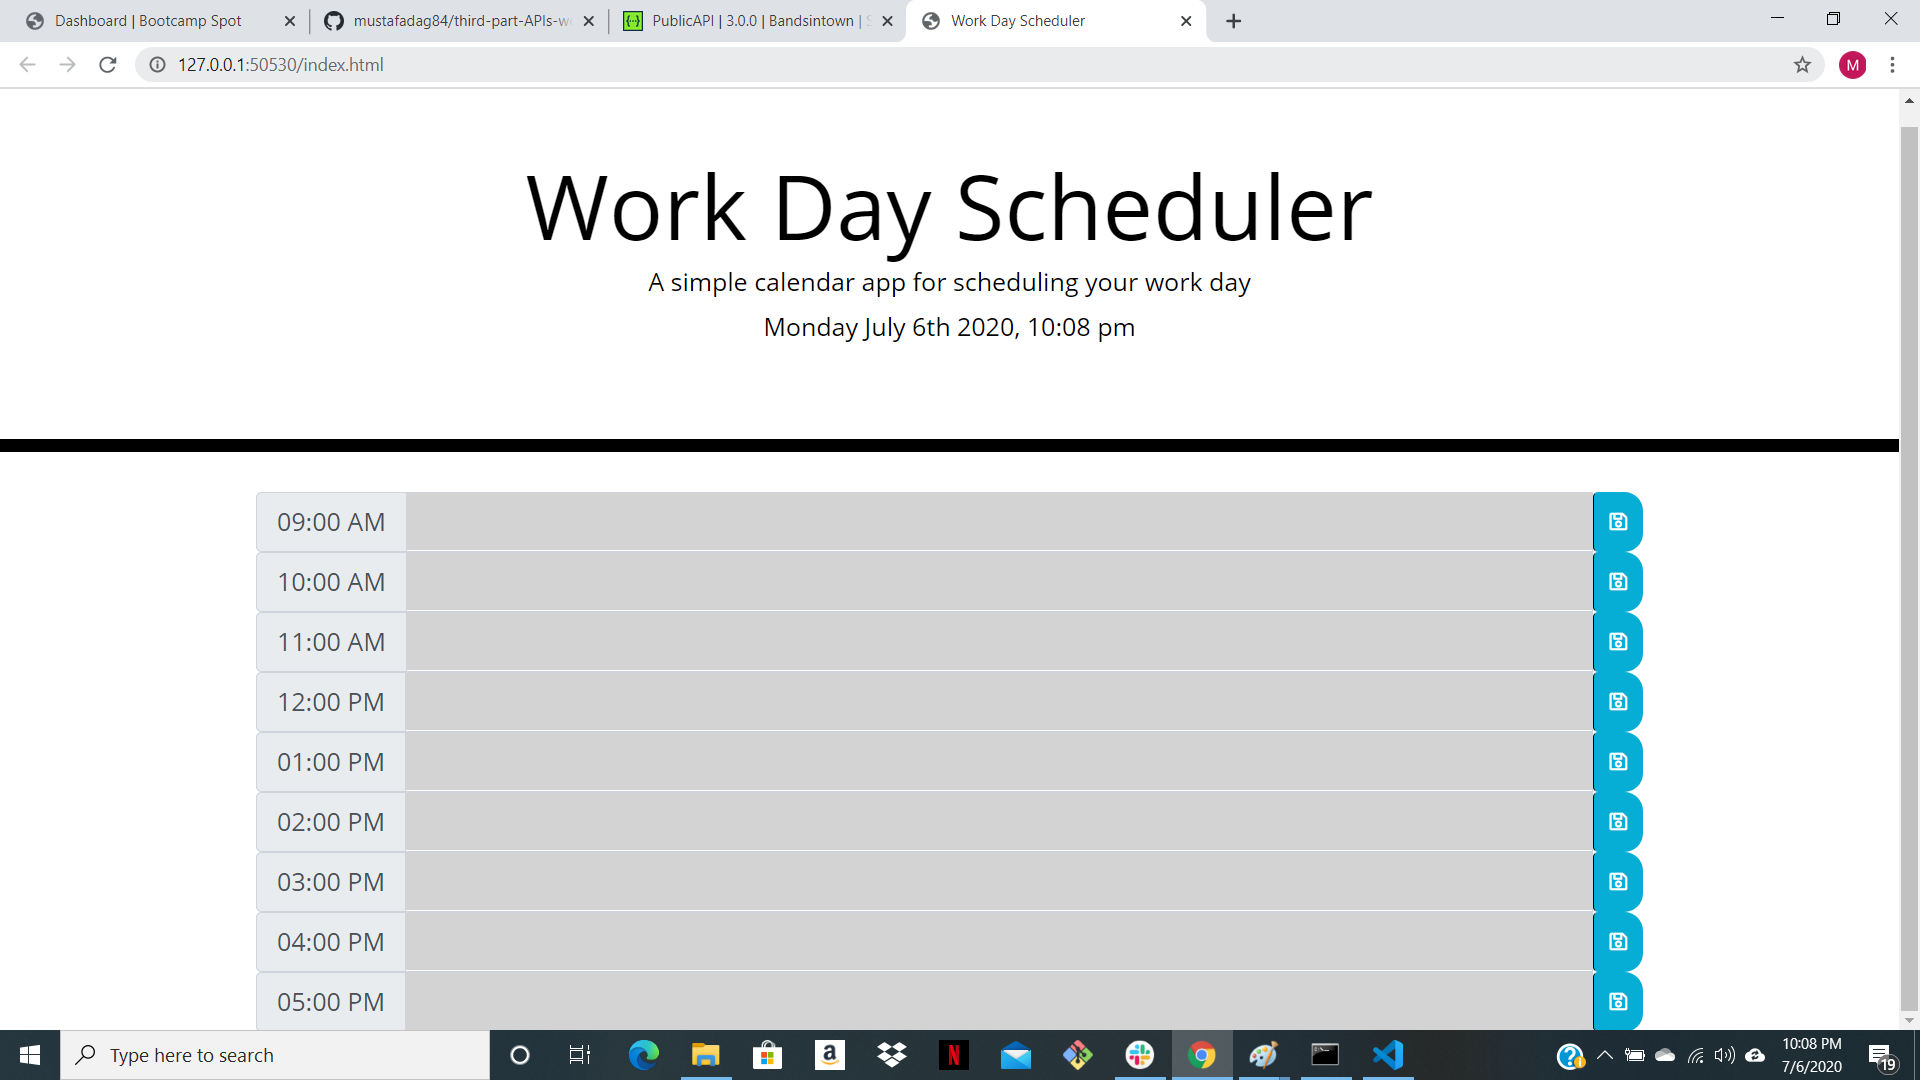 Dashboard | Bootcamp Spot
mustafadag84/third-part-APIs-w
PublicAPI | 3.0.0 | Bandsintown |
Work Day Scheduler
127.0.0.1:50530/index.html
M
Work Day Scheduler
A simple calendar app for scheduling your work day
Monday July 6th 2020, 10:08 pm
09:00 AM
10:00 AM
11:00 AM
12:00 PM
01:00 PM
02:00 PM
03:00 PM
04:00 PM
05:00 PM
Type here to search
10:08 PM
7/6/2020
19